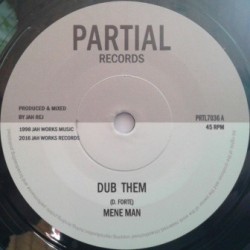 PARTIAL
RECORDS
PRODUCED & MIXED
BY JAH REJ
1998 JAH WORKS MUSIC
2016 JAH WORKS RECORDS
PRTL7036 A
45 RPM
DUB THEM
(D. FORTE)
MENE MAN